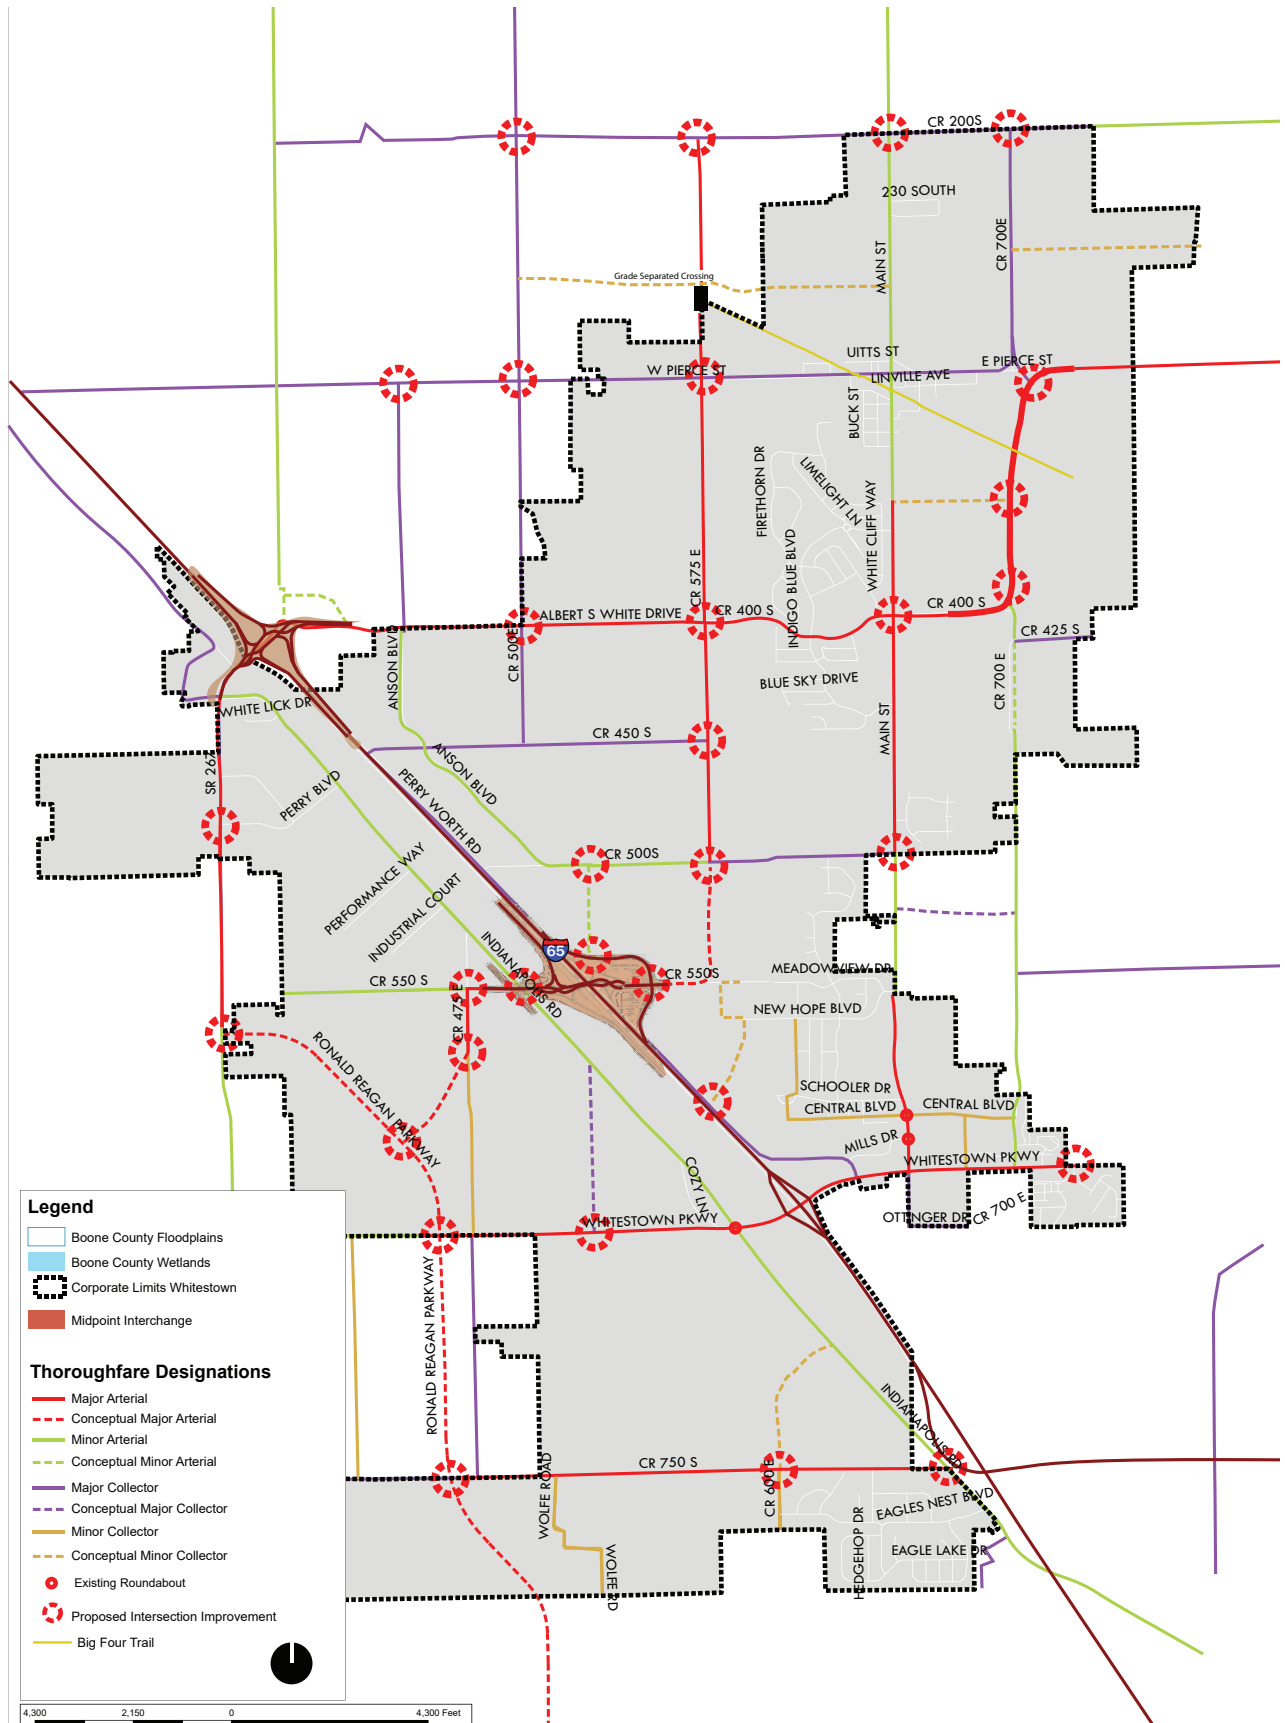 CR 200S
230 SOUTH
MAIN ST
CR 700E
Grade Separated Crossing
UITTS ST
E PIERCE ST
W PIERCE ST
LINVILLE AVE
BUCK ST
FIRETHORN DR
LIMELIGHT LN
WHITE CLIFF WAY
INDIGO BLUE BLVD
CR 575 E
ALBERT S WHITE DRIVE
CR 400 S
CR 400 S
CR 425 S
CR 500E
ANSON BLVD
BLUE SKY DRIVE
CR 700 E
WHITE LICK DR
MAIN ST
CR 450 S
SR 267
PERRY BLVD
ANSON BLVD
PERRY WORTH RD
CR 500S
PERFORMANCE WAY
INDUSTRIAL COURT
INDIANAPOLIS RD
65
MEADOWVIEW DR
CR 550 S
CR 550S
CR 475 E
NEW HOPE BLVD
RONALD REAGAN PARKWAY
SCHOOLER DR
CENTRAL BLVD
CENTRAL BLVD
MILLS DR
WHITESTOWN PKWY
COZY LN
OTTINGER DR
CR 700 E
WHITESTOWN PKWY
RONALD REAGAN PARKWAY
INDIANAPOLIS RD
CR 750 S
WOLFE ROAD
CR 600 E
EAGLES NEST BLVD
HEDGEHOP DR
EAGLE LAKE DR
WOLFE RD
Legend
Boone County Floodplains
Boone County Wetlands
Corporate Limits Whitestown
Midpoint Interchange
Thoroughfare Designations
Major Arterial
Conceptual Major Arterial
Minor Arterial
Conceptual Minor Arterial
Major Collector
Conceptual Major Collector
Minor Collector
Conceptual Minor Collector
Existing Roundabout
Proposed Intersection Improvement
Big Four Trail
4,300 2,150 0 4,300 Feet